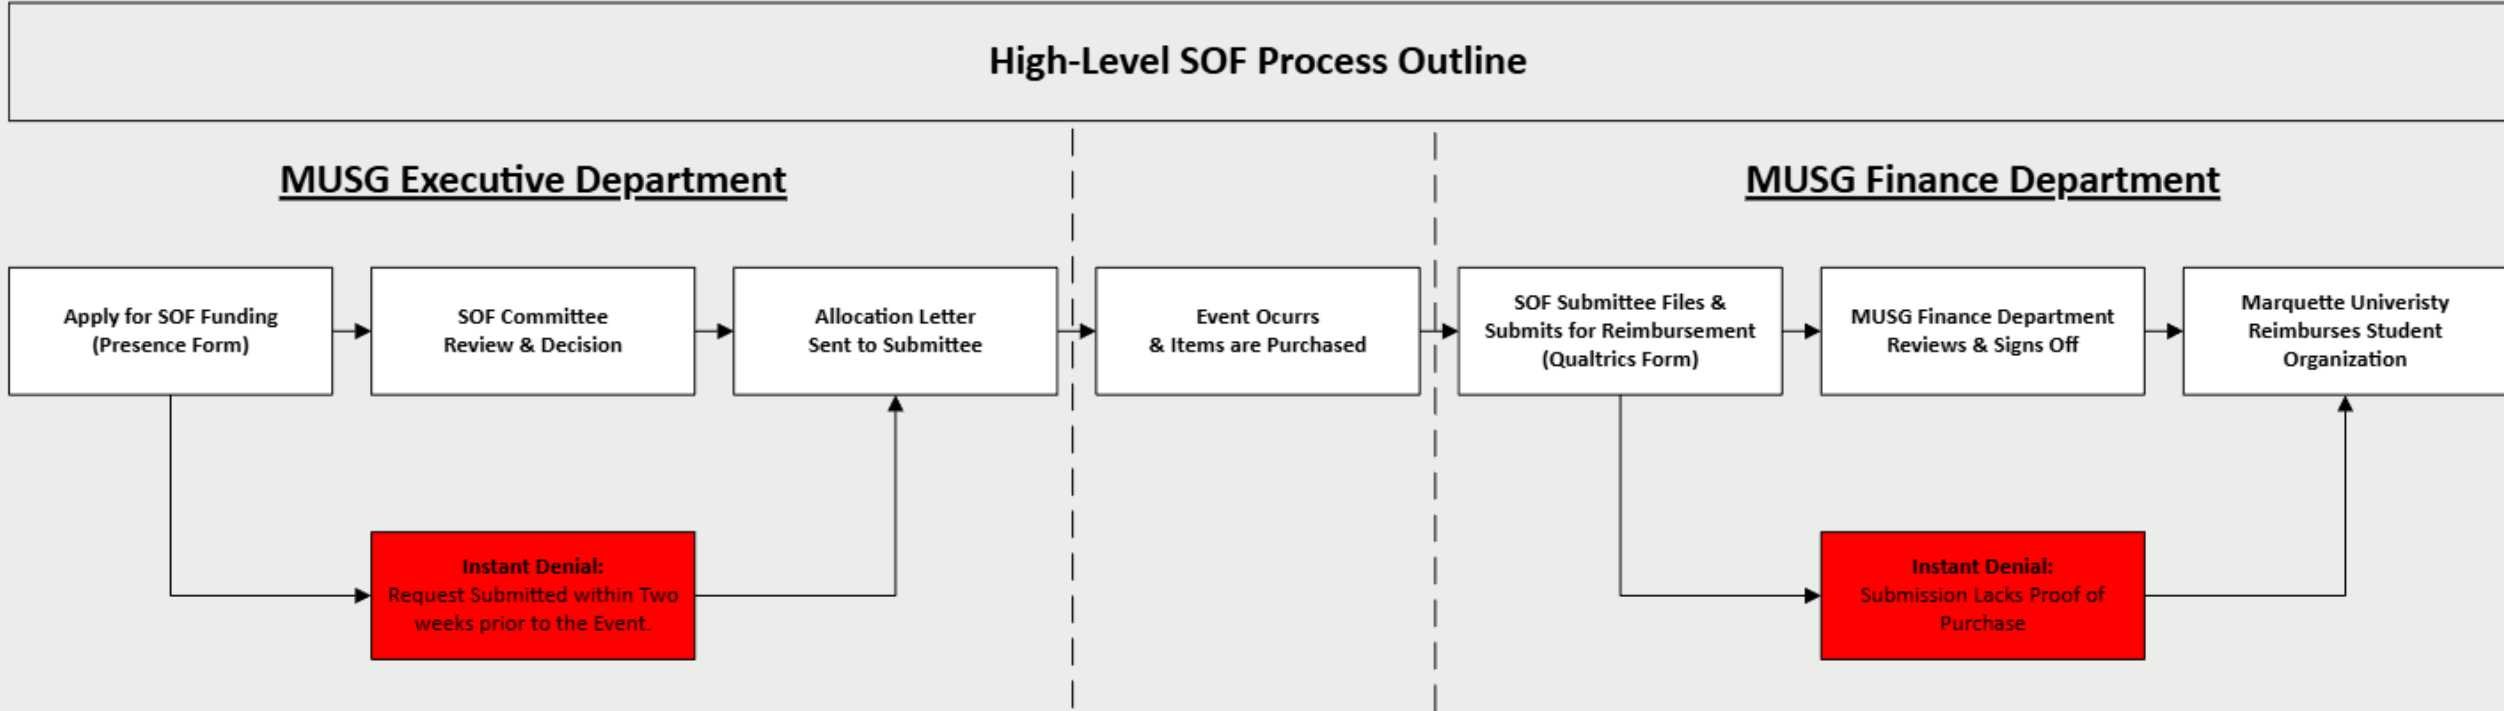 High-Level SOF Process Outline
MUSG Executive Department
MUSG Finance Department
Apply for SOF Funding
(Presence Form)
SOF Committee
Review & Decision
Allocation Letter
Sent to Submittee
Event Ocurrs
& Items are Purchased
SOF Submittee Files &
Submits for Reimbursement
(Qualtrics Form)
MUSG Finance Department
Reviews & Signs Off
Marquette Univeristy
Reimburses Student
Organization
Instant Denial:
Request Submitted within Two
weeks prior to the Event.
Instant Denial:
Submission Lacks Proof of
Purchase